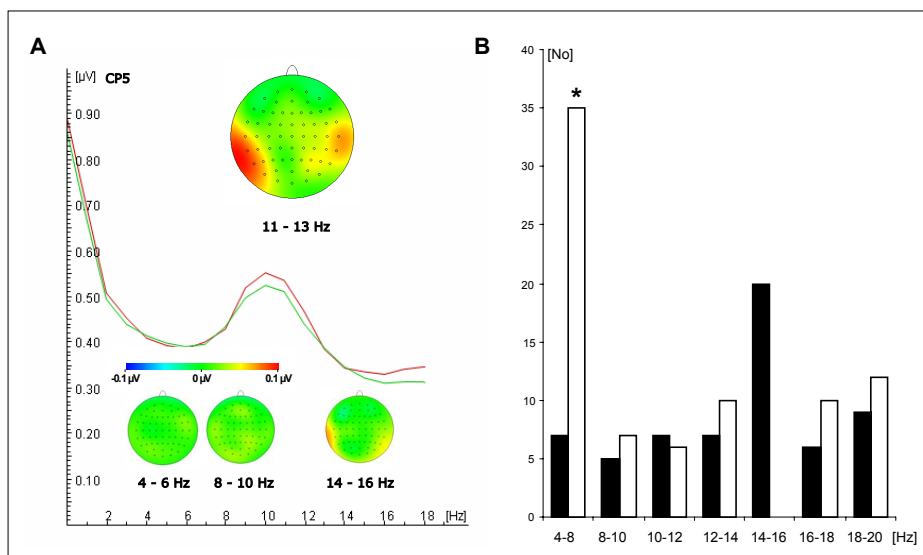 A
[µV] CP5
0.90
0.80
0.70
0.60
0.50
0.40
0.30
0.20
0.10
11 - 13 Hz
-0.1 µV 0 µV 0.1 µV
4 - 6 Hz 8 - 10 Hz 14 - 16 Hz
2 4 6 8 10 12 14 16 18 [Hz]
B
[No]
40
35
30
25
20
15
10
5
0
*
4-8 8-10 10-12 12-14 14-16 16-18 18-20 [Hz]